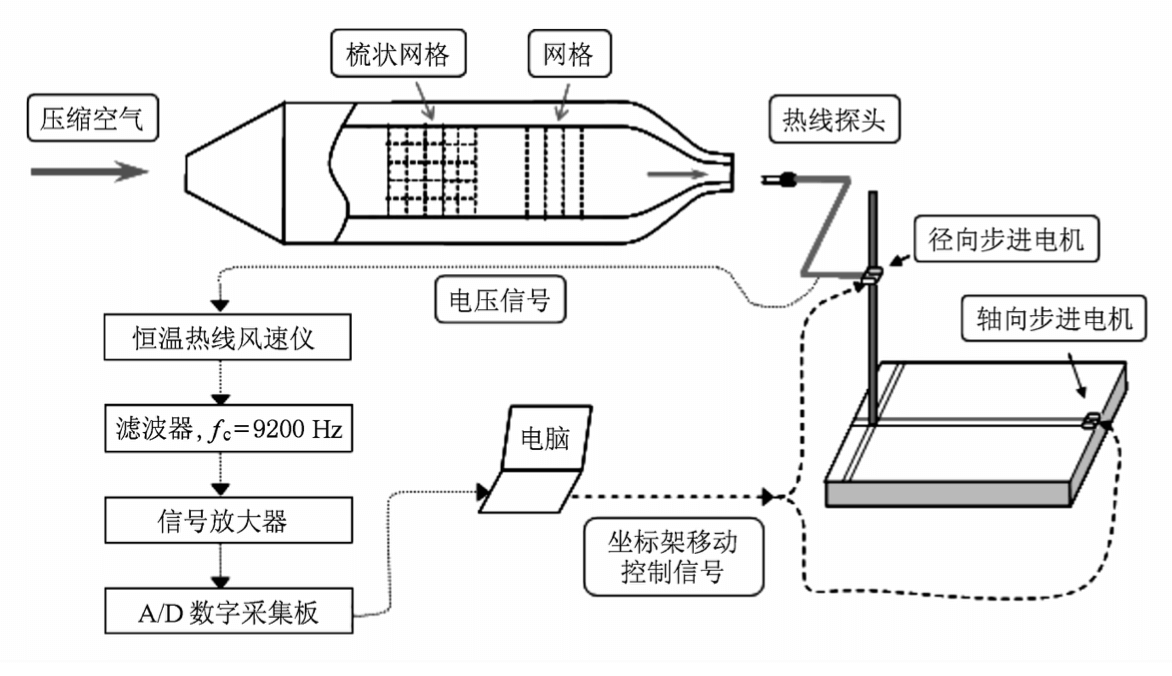 梳状网格
网格
压缩空气
热线探头
径向步进电机
电压信号
轴向步进电机
恒温热线风速仪
滤波器, fc=9200 Hz
电脑
信号放大器
坐标架移动
控制信号
A/D 数字采集板